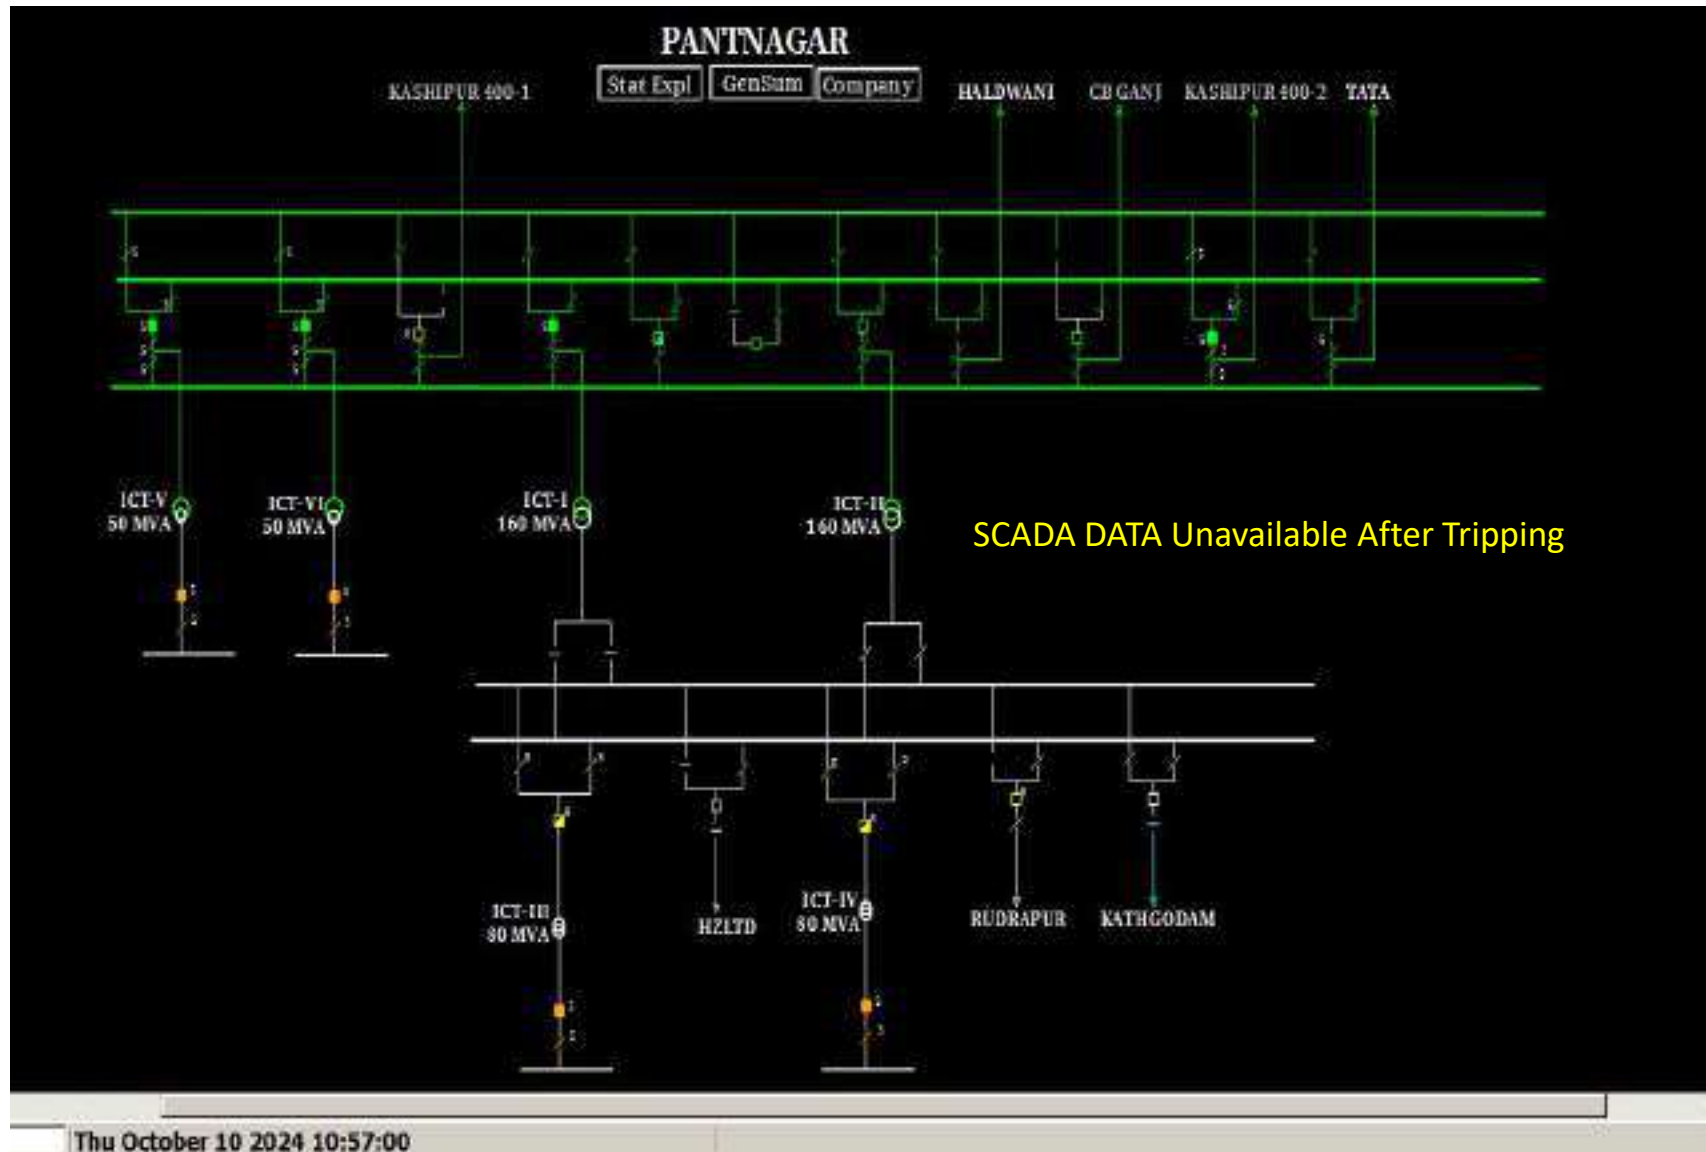 PANTNAGAR
Stat Expl GenSum Company
KASHIPUR 400-1
HALDWANI CB GANJ KASHIPUR 400-2 TATA
ICT-V
50 MVA
ICT-VI
50 MVA
ICT-I
160 MVA
ICT-II
160 MVA
SCADA DATA Unavailable After Tripping
ICT-III
80 MVA
HZLTD
ICT-IV
80 MVA
RUDRAPUR
KATHGODAM
Thu October 10 2024 10:57:00